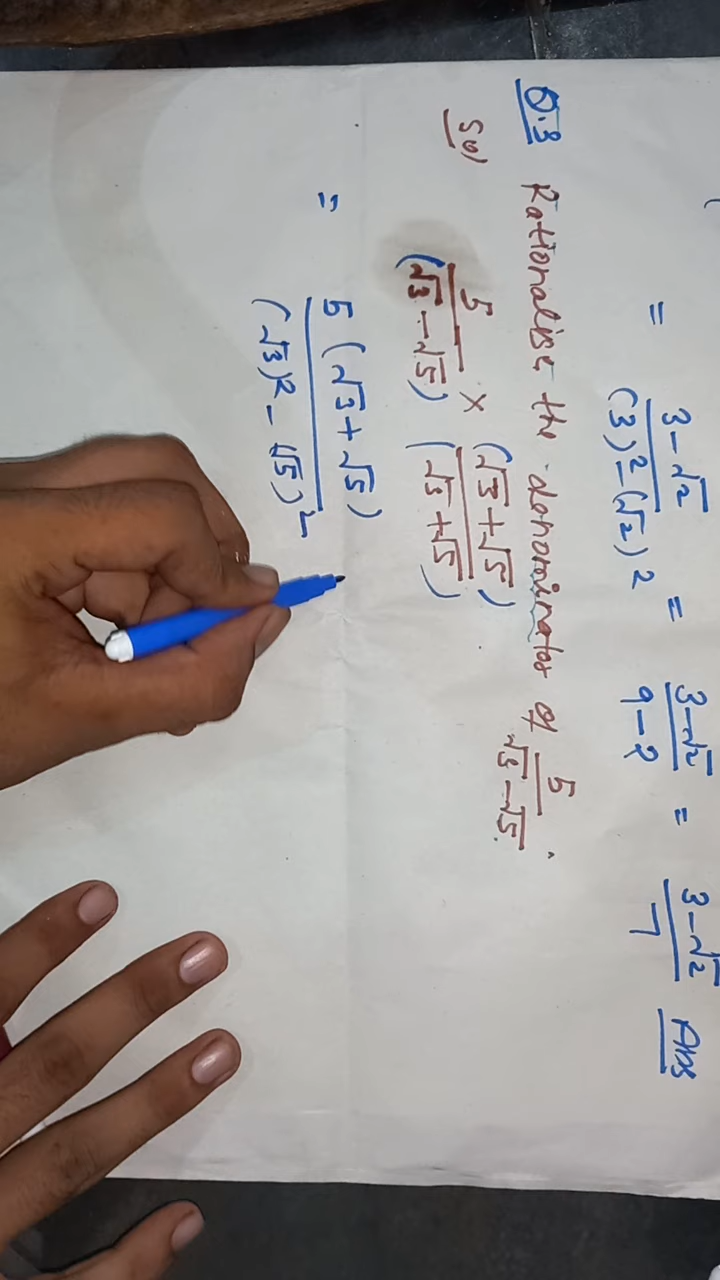 = 3-√2/(3)²-(√2)² = 3-√2/9-2 = 3-√2/7 Ans
Q.3 Rationalise the denominator of 5/√3-√5.
Sol
5/(√3-√5) × (√3+√5)/(√3+√5)
= 5(√3+√5)/(√3)²-(√5)²